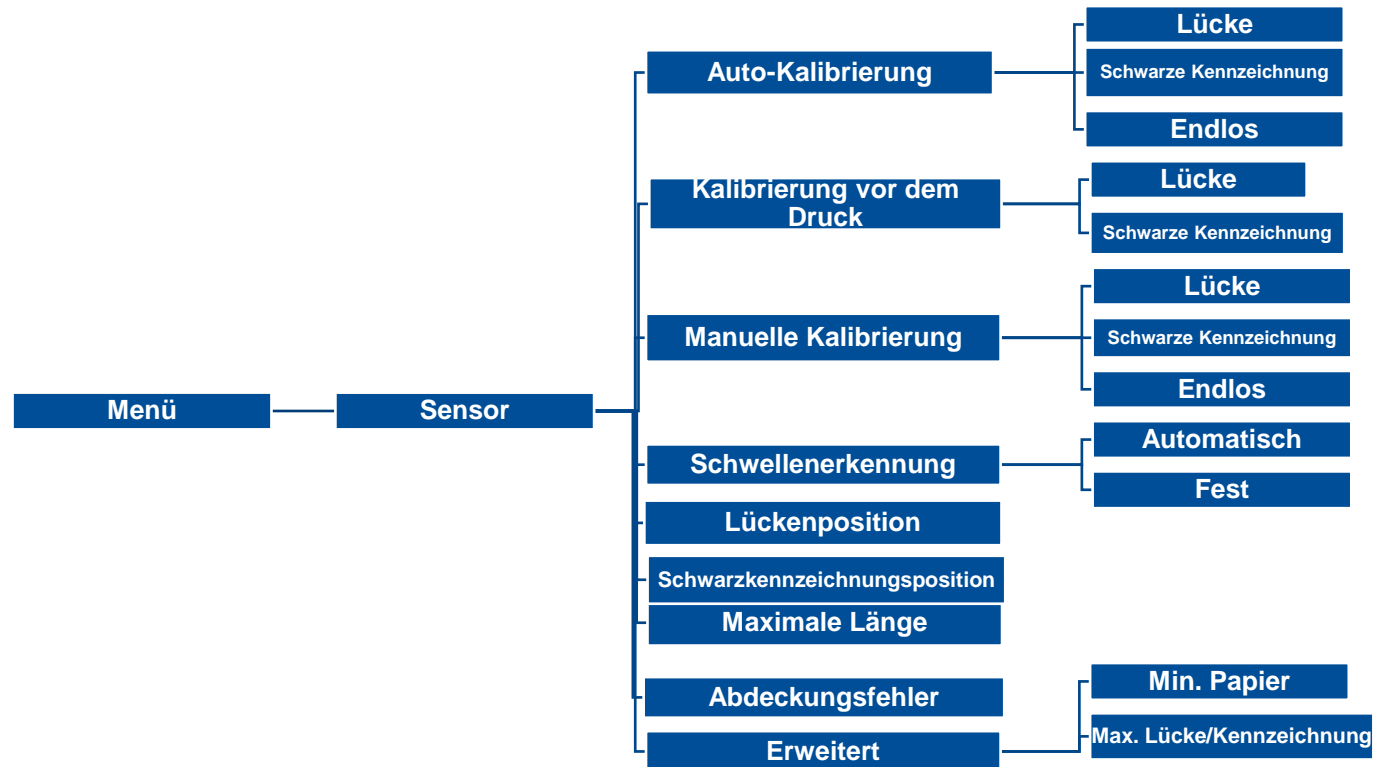 Menü
Sensor
Auto-Kalibrierung
Lücke
Schwarze Kennzeichnung
Endlos
Kalibrierung vor dem
Druck
Lücke
Schwarze Kennzeichnung
Manuelle Kalibrierung
Lücke
Schwarze Kennzeichnung
Endlos
Schwellenerkennung
Automatisch
Fest
Lückenposition
Schwarzkennzeichnungsposition
Maximale Länge
Abdeckungsfehler
Erweitert
Min. Papier
Max. Lücke/Kennzeichnung